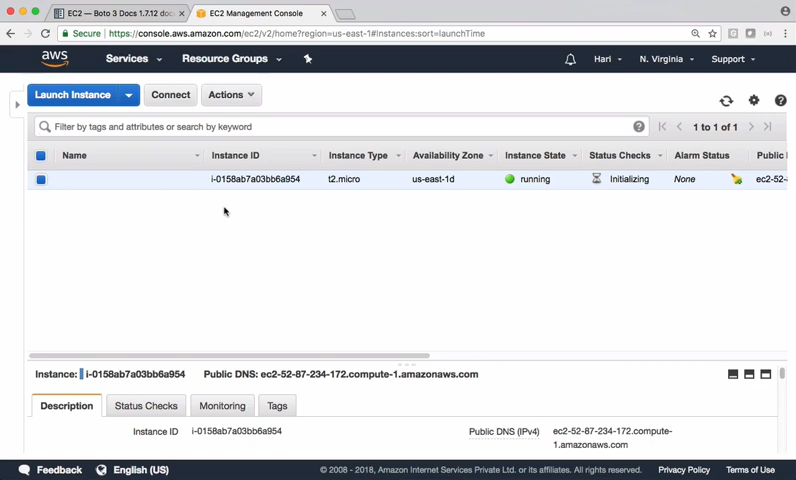 EC2 — Boto 3 Docs 1.7.12 doc
EC2 Management Console
Secure https://console.aws.amazon.com/ec2/v2/home?region=us-east-1#Instances:sort=launchTime
aws Services Resource Groups Hari N. Virginia Support
Launch Instance Connect Actions
Filter by tags and attributes or search by keyword 1 to 1 of 1
Name Instance ID Instance Type Availability Zone Instance State Status Checks Alarm Status Public
i-0158ab7a03bb6a954 t2.micro us-east-1d running Initializing None ec2-52-
Instance: i-0158ab7a03bb6a954 Public DNS: ec2-52-87-234-172.compute-1.amazonaws.com
Description Status Checks Monitoring Tags
Instance ID i-0158ab7a03bb6a954 Public DNS (IPv4) ec2-52-87-234-172.compute-
1.amazonaws.com
Feedback English (US) © 2008 - 2018, Amazon Internet Services Private Ltd. or its affiliates. All rights reserved. Privacy Policy Terms of Use